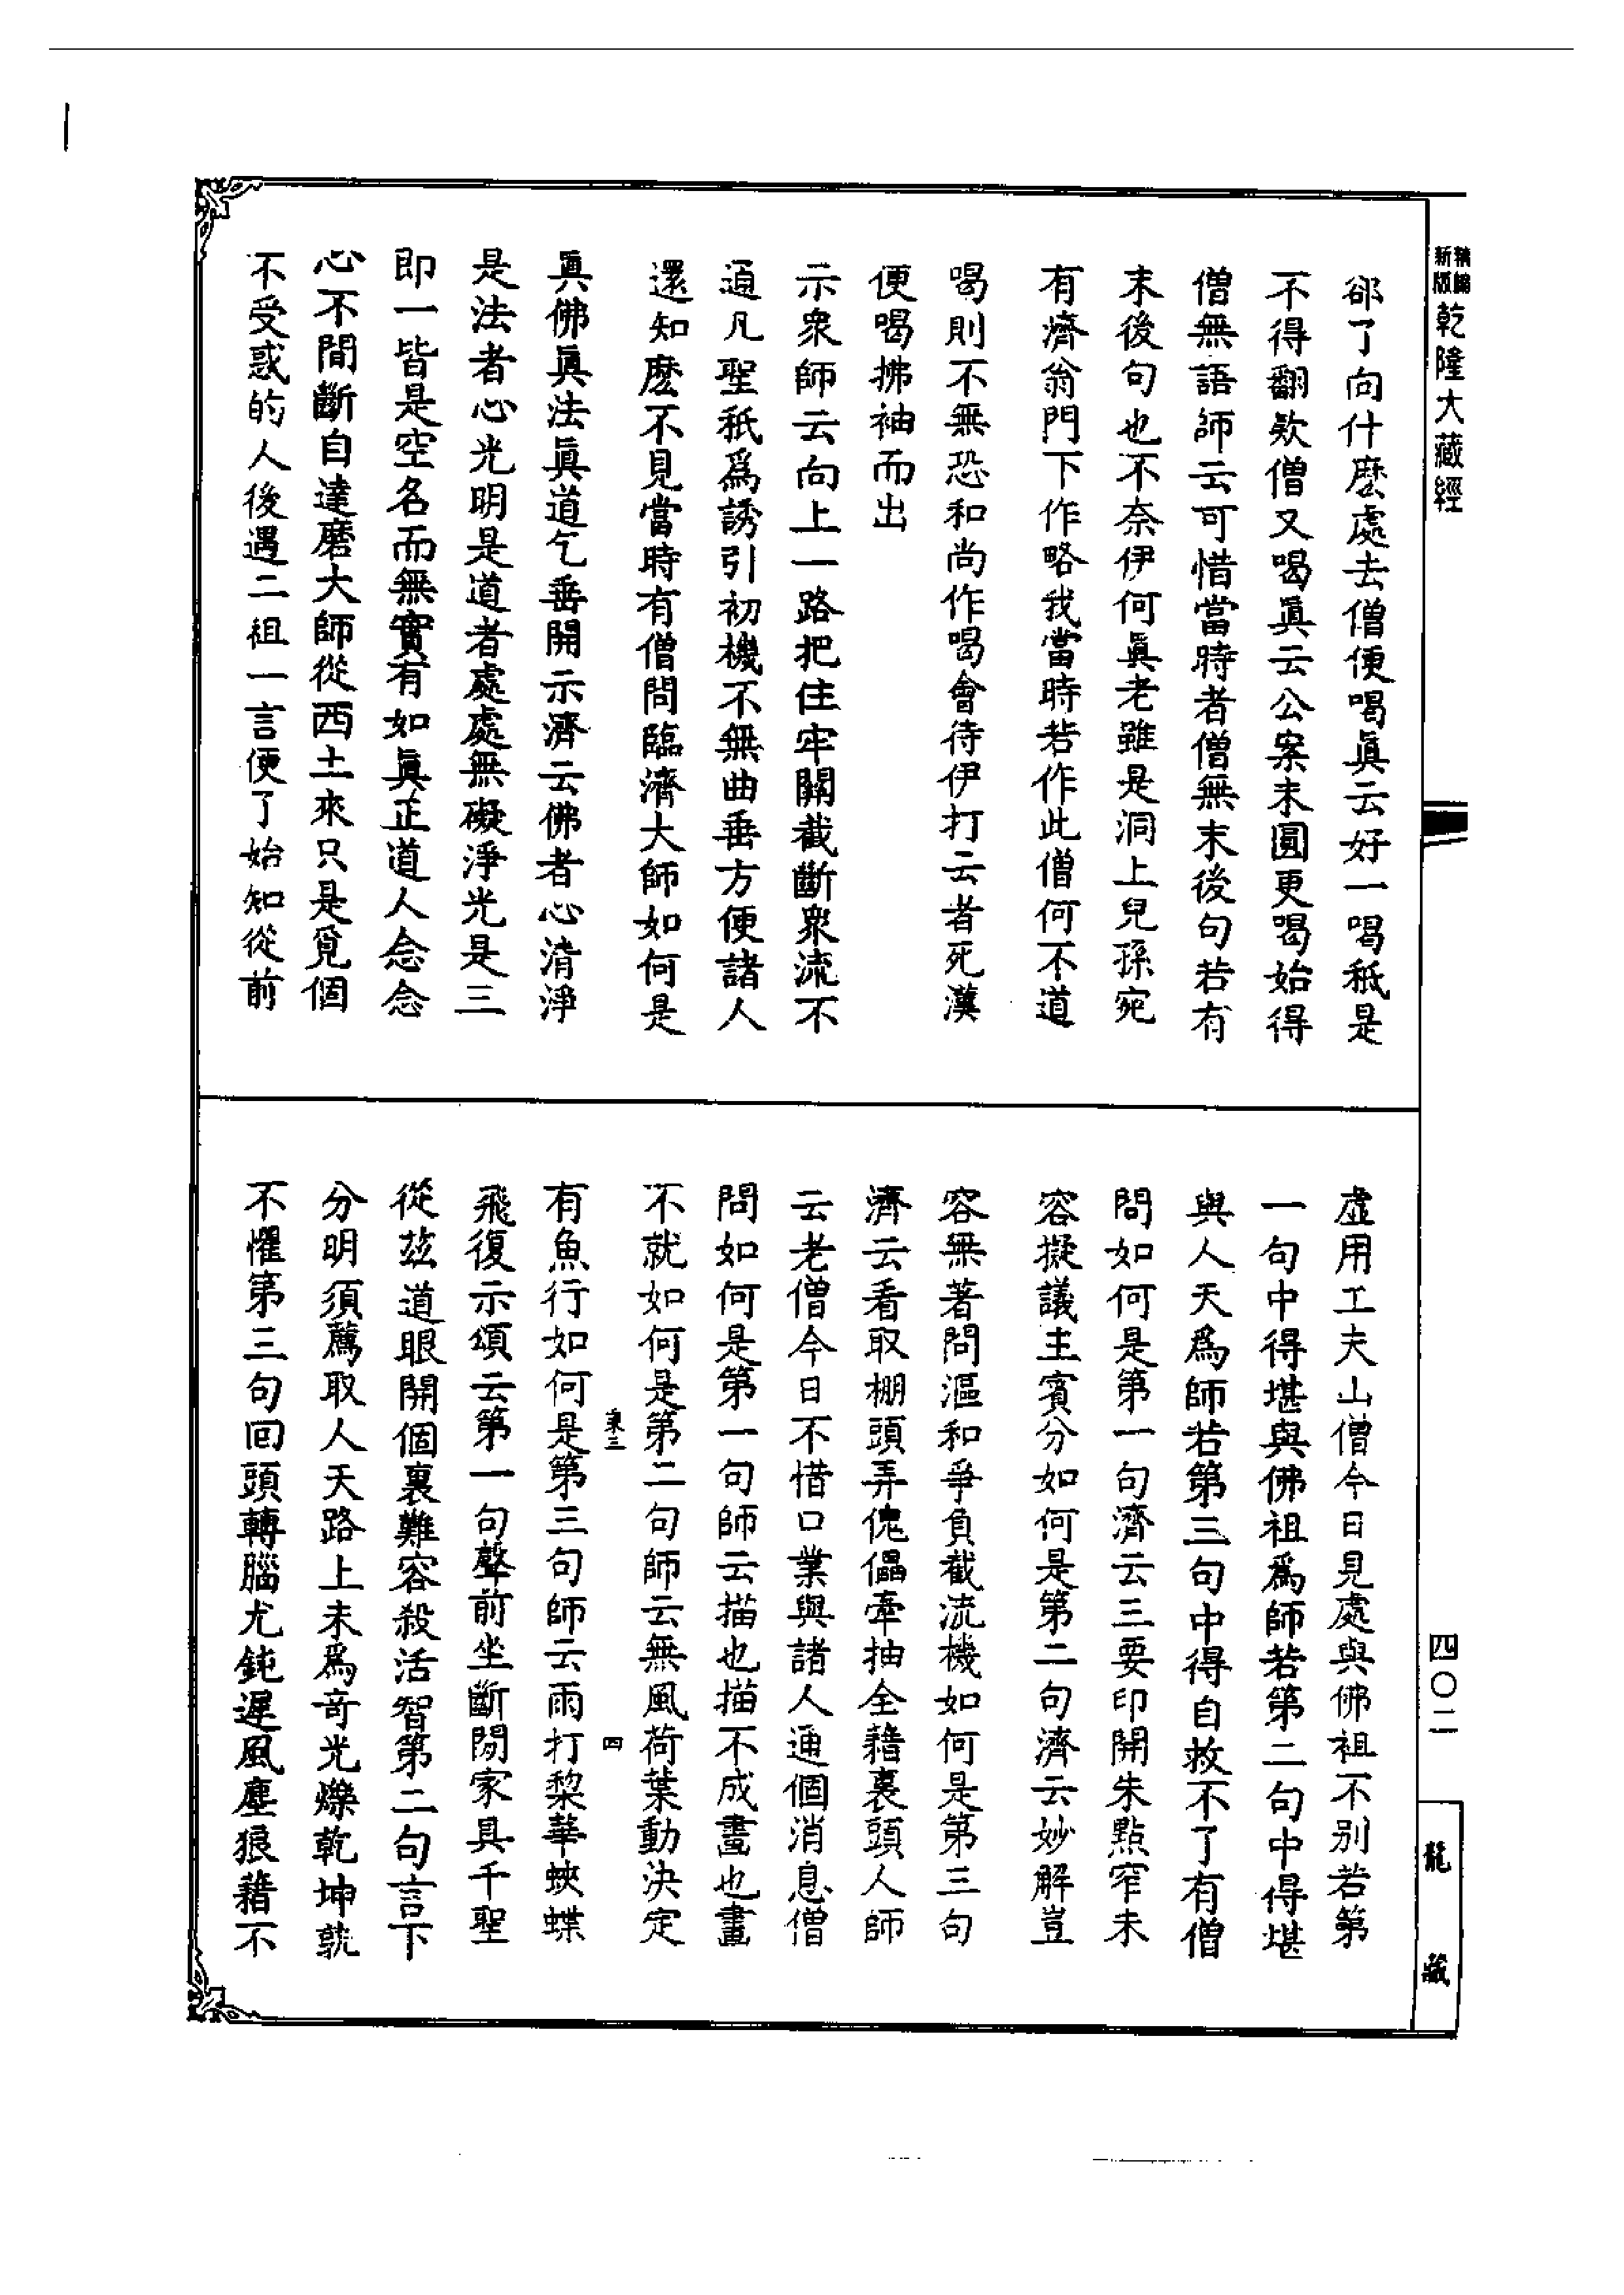 精編新版
乾隆大藏經
郤了向什麼處去僧便喝眞云好一喝秖是
不得翻欵僧又喝眞云公案未圓更喝始得
僧無語師云可惜當時者僧無末後句若有
末後句也不奈伊何眞老雖是洞上兒孫宛
有濟翁門下作略我當時若作此僧何不道
喝則不無恐和尚作喝會待伊打云者死漢
便喝拂袖而出
示衆師云向上一路把住牢關截斷衆流不
通凡聖秖爲誘引初機不無曲垂方便諸人
還知麽不見當時有僧問臨濟大師如何是
眞佛眞法眞道乞垂開示濟云佛者心清淨
是法者心光明是道者處處無礙淨光是三
即一皆是空名而無實有如眞正道人念念
心不間斷自達磨大師從西土來只是覓個
不受惑的人後遇二祖一言便了始知從前
虛用工夫山僧今日見處與佛祖不别若第
一句中得堪與佛祖爲師若第二句中得堪
與人天爲師若第三句中得自救不了有僧
問如何是第一句濟云三要印開朱點窄未
容擬議主賓分如何是第二句濟云妙解豈
容無著問漚和爭負截流機如何是第三句
濟云看取棚頭弄傀儡牽抽全藉裏頭人師
云老僧今日不惜口業與諸人通個消息僧
問如何是第一句師云描也描不成畫也畫
不就如何是第二句師云無風荷葉動決定
有魚行如何是第三句師云雨打棃華蛺蝶
飛復示頌云第一句聲前坐斷閙家具千聖
從茲道眼開個裏難容殺活智第二句言下
分明須薦取人天路上未爲奇光爍乾坤就
不懼第三句回頭轉腦尤鈍遲風塵狼藉不
四
四〇二
龍藏